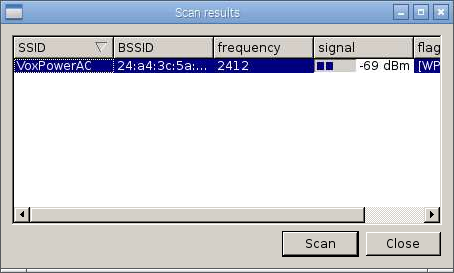 Scan results
SSID BSSID frequency signal flag
VoxPowerAC 24:a4:3c:5a:... 2412 -69 dBm [WP
Scan Close